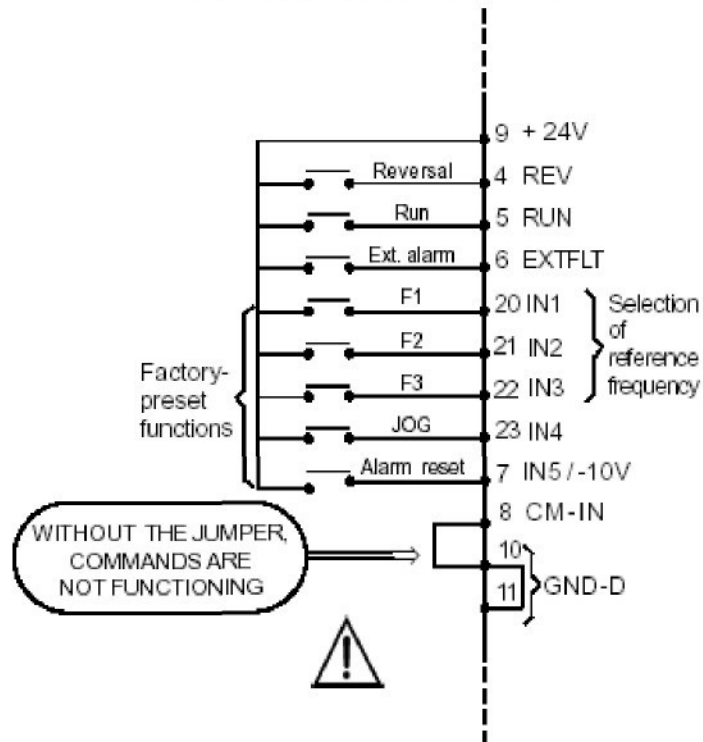 9 + 24V
Reversal 4 REV
Run 5 RUN
Ext. alarm 6 EXTFLT
F1 20 IN1
F2 21 IN2
F3 22 IN3
JOG 23 IN4
Alarm reset 7 IN5 / -10V
8 CM-IN
10
11 GND-D
Selection
of
reference
frequency
Factory-
preset
functions
WITHOUT THE JUMPER,
COMMANDS ARE
NOT FUNCTIONING
!